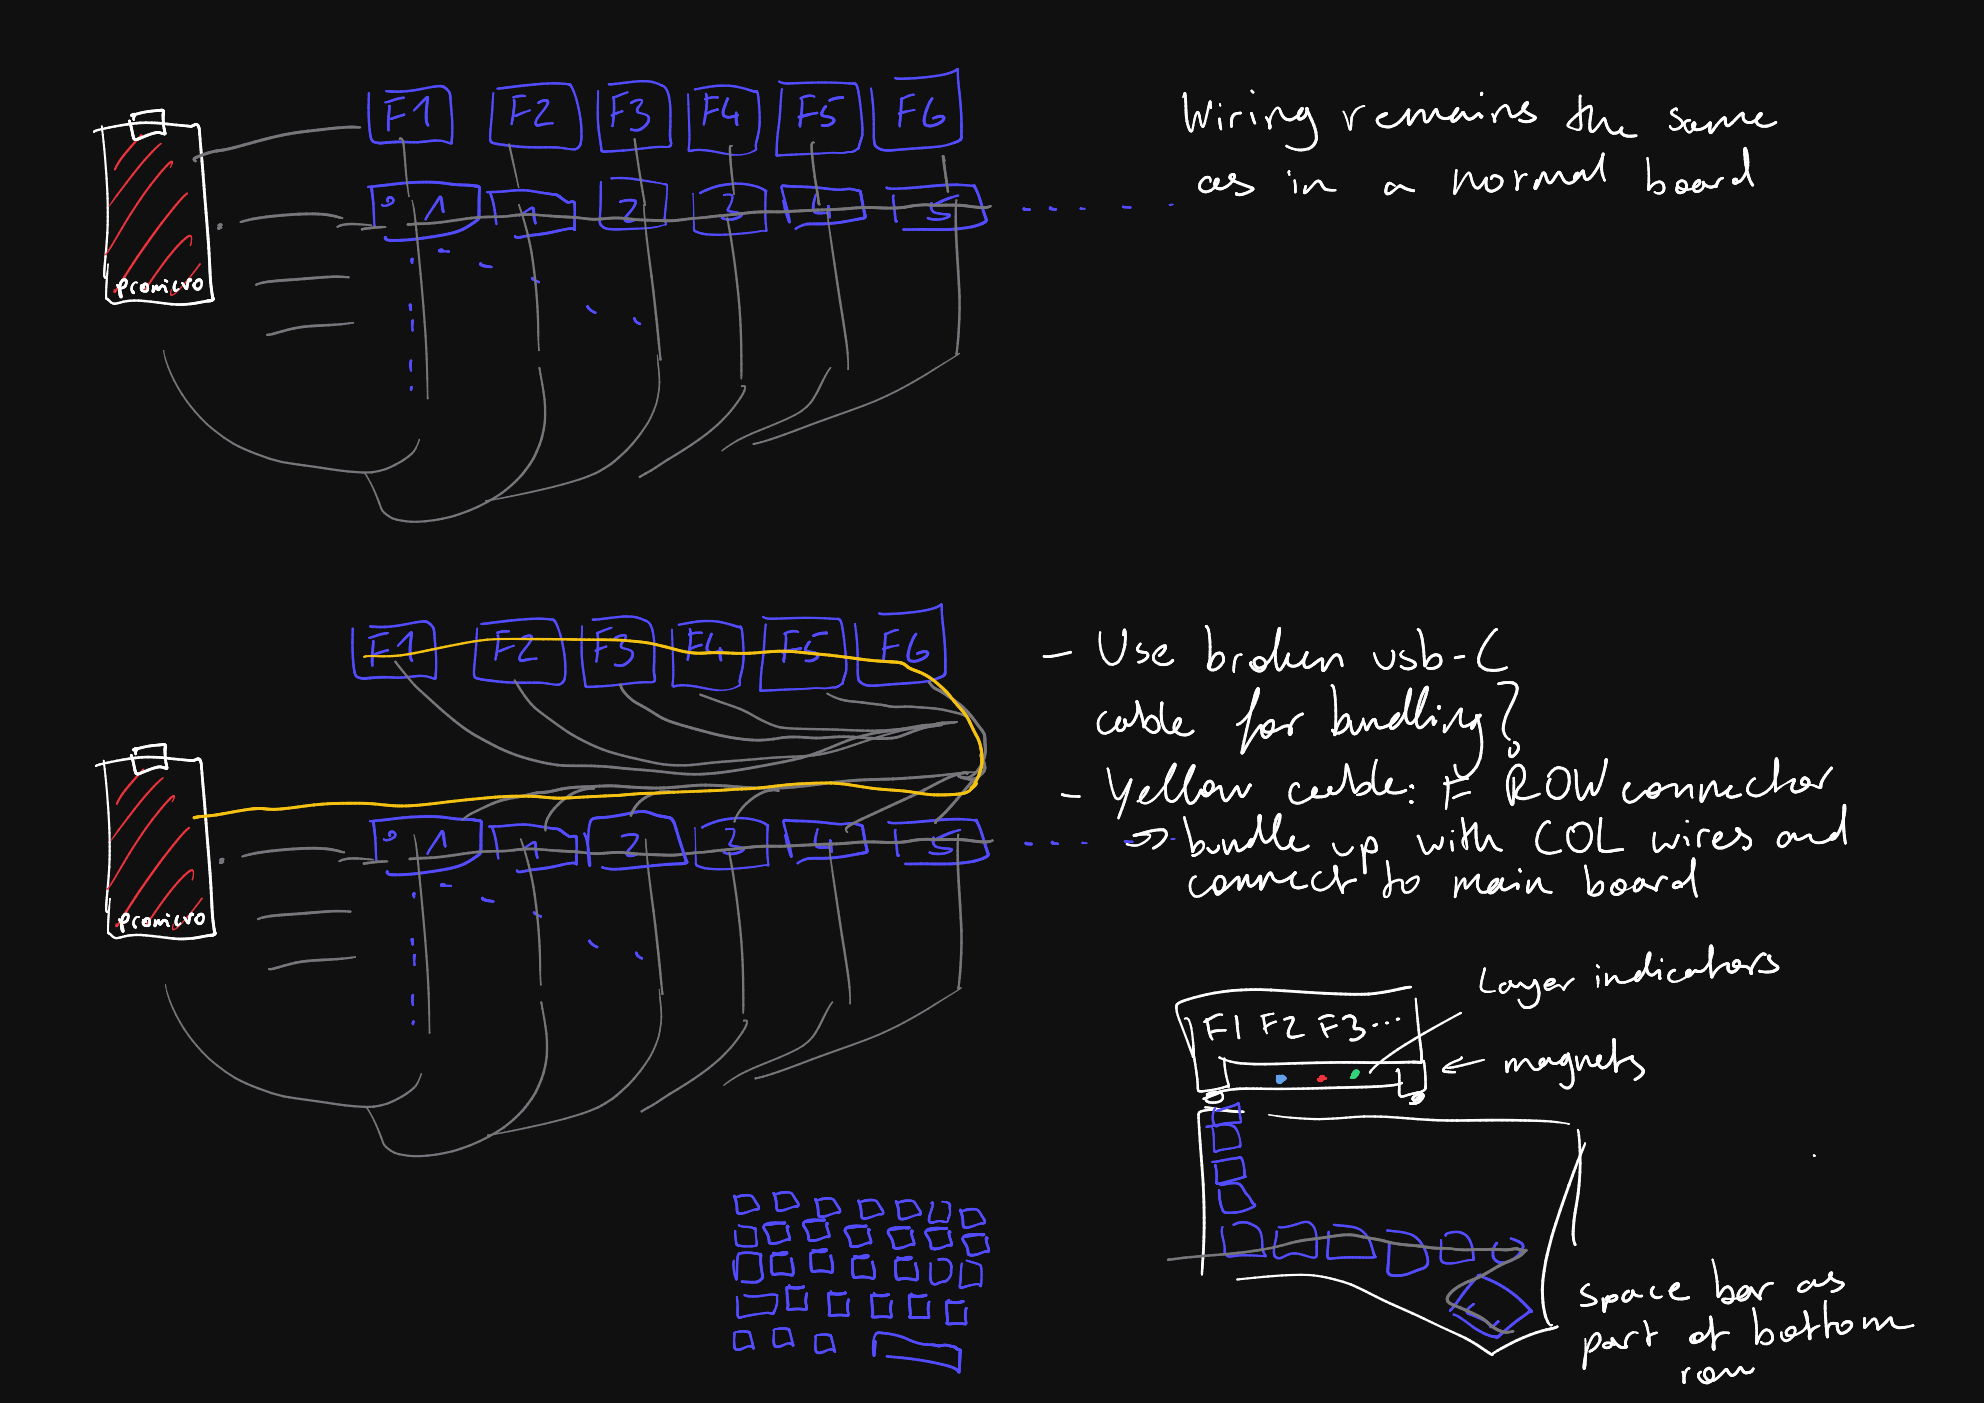 F1 F2 F3 F4 F5 F6
Wiring remains the same
as in a normal board
° 1 1 2 3 4 5
promicro
F1 F2 F3 F4 F5 F6
- Use broken usb-C
cable for bundling?
- Yellow cable: F ROW connector
=> bundle up with COL wires and
connect to main board
° 1 1 2 3 4 5
promicro
Layer indicators
F1 F2 F3...
← magnets
space bar as
part of bottom
row